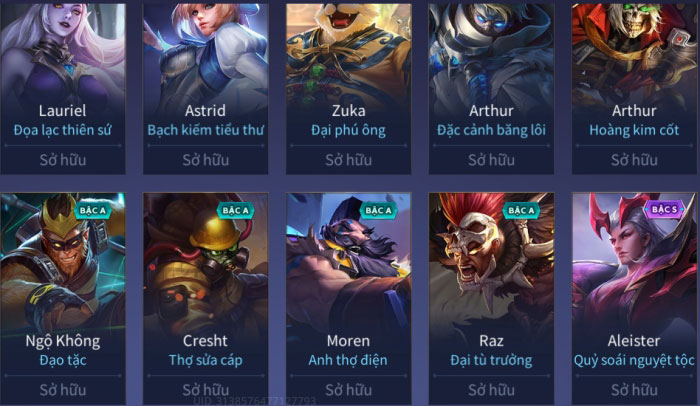 Lauriel
Đọa lạc thiên sứ
Sở hữu
Astrid
Bạch kiếm tiểu thư
Sở hữu
Zuka
Đại phú ông
Sở hữu
Arthur
Đặc cảnh băng lôi
Sở hữu
Arthur
Hoàng kim cốt
Sở hữu
BẬC A
Ngộ Không
Đạo tặc
Sở hữu
BẬC A
Cresht
Thợ sửa cáp
Sở hữu
BẬC A
Moren
Anh thợ điện
Sở hữu
BẬC A
Raz
Đại tù trưởng
Sở hữu
BẬC S
Aleister
Quỷ soái nguyệt tộc
Sở hữu
UID-3138576477127793